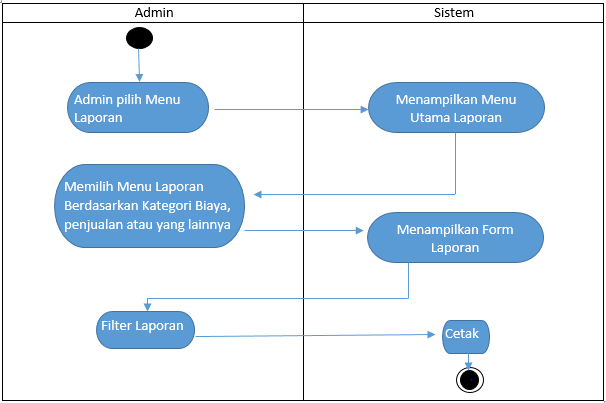 Admin
Sistem
Admin pilih Menu
Laporan
Menampilkan Menu
Utama Laporan
Memilih Menu Laporan
Berdasarkan Kategori Biaya,
penjualan atau yang lainnya
Menampilkan Form
Laporan
Filter Laporan
Cetak